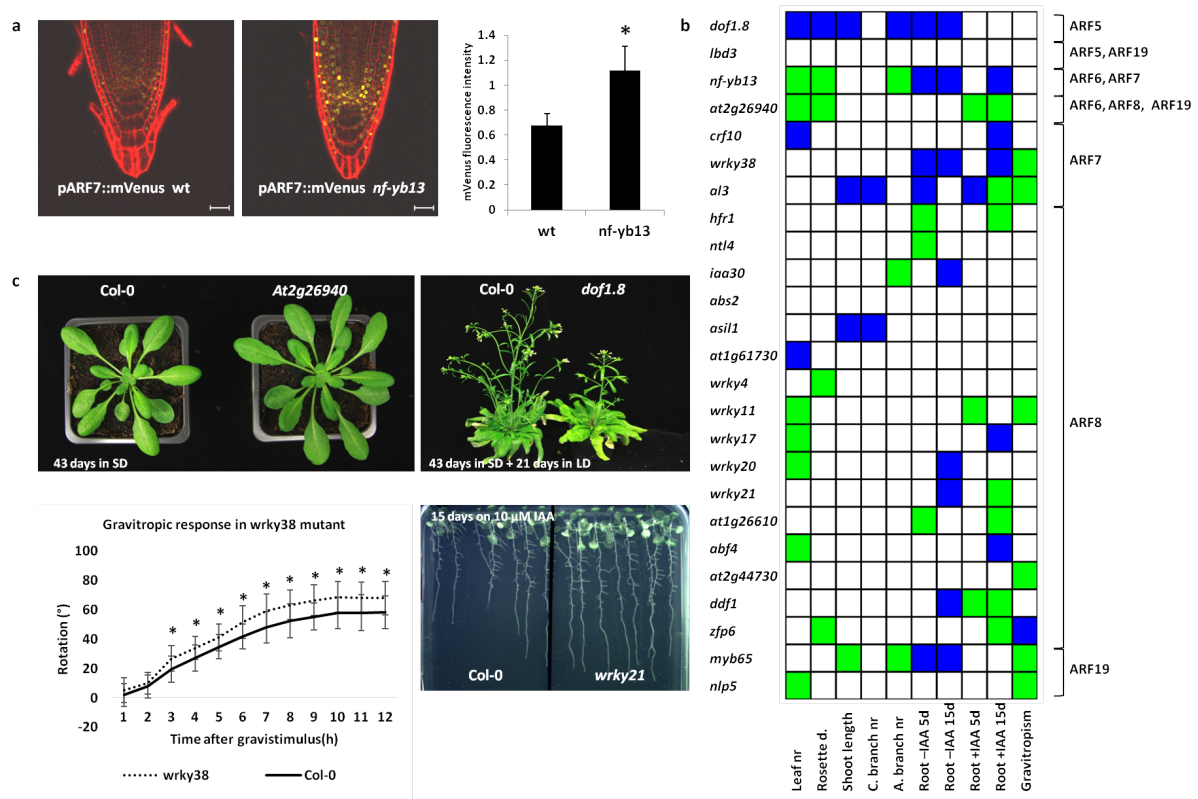 a
pARF7::mVenus wt
pARF7::mVenus nf-yb13
mVenus fluorescence intensity
1.4
1.2
1
0.8
0.6
0.4
0.2
0
*
wt
nf-yb13
b
dof1.8
lbd3
nf-yb13
at2g26940
crf10
wrky38
al3
hfr1
ntl4
iaa30
abs2
asil1
at1g61730
wrky4
wrky11
wrky17
wrky20
wrky21
at1g26610
abf4
at2g44730
ddf1
zfp6
myb65
nlp5
ARF5
ARF5, ARF19
ARF6, ARF7
ARF6, ARF8, ARF19
ARF7
ARF8
ARF19
Leaf nr
Rosette d.
Shoot length
C. branch nr
A. branch nr
Root –IAA 5d
Root –IAA 15d
Root +IAA 5d
Root +IAA 15d
Gravitropism
c
Col-0
At2g26940
43 days in SD
Col-0
dof1.8
43 days in SD + 21 days in LD
Gravitropic response in wrky38 mutant
Rotation (°)
100
80
60
40
20
0
-20
* * * * * * * * * *
1 2 3 4 5 6 7 8 9 10 11 12
Time after gravistimulus(h)
wrky38
Col-0
15 days on 10 µM IAA
Col-0
wrky21